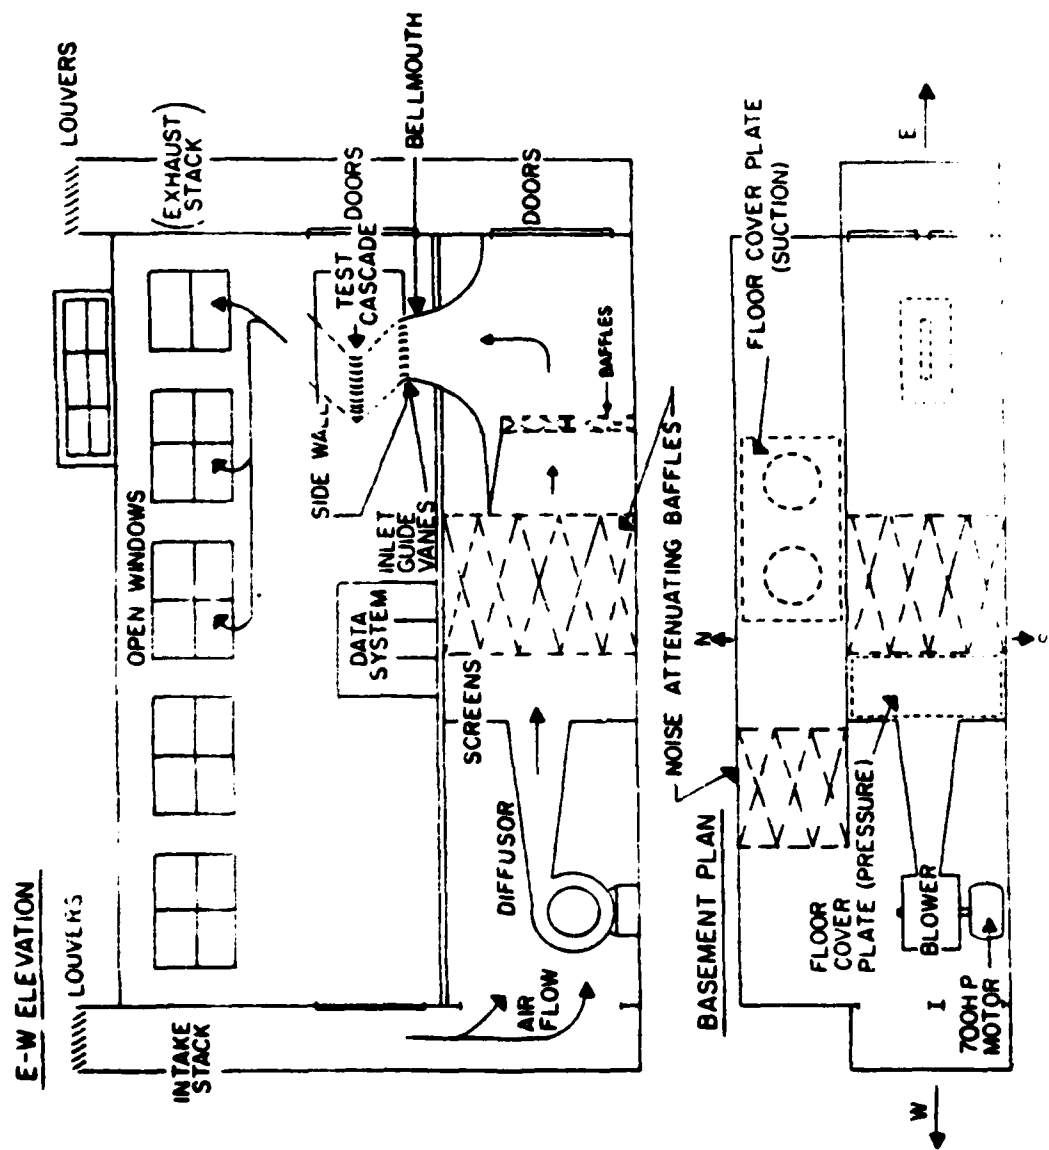 E-W ELEVATION
LOUVERS
LOUVERS
INTAKE
STACK
(EXHAUST)
STACK
OPEN WINDOWS
SIDE WALL
TEST
CASCADE
DOORS
BELLMOUTH
DATA
SYSTEM
INLET
GUIDE
VANES
SCREENS
DIFFUSOR
AIR
FLOW
BAFFLES
DOORS
NOISE ATTENUATING BAFFLES
BASEMENT PLAN
N
W
E
FLOOR COVER PLATE
(SUCTION)
FLOOR
COVER
PLATE (PRESSURE)
BLOWER
700HP
MOTOR